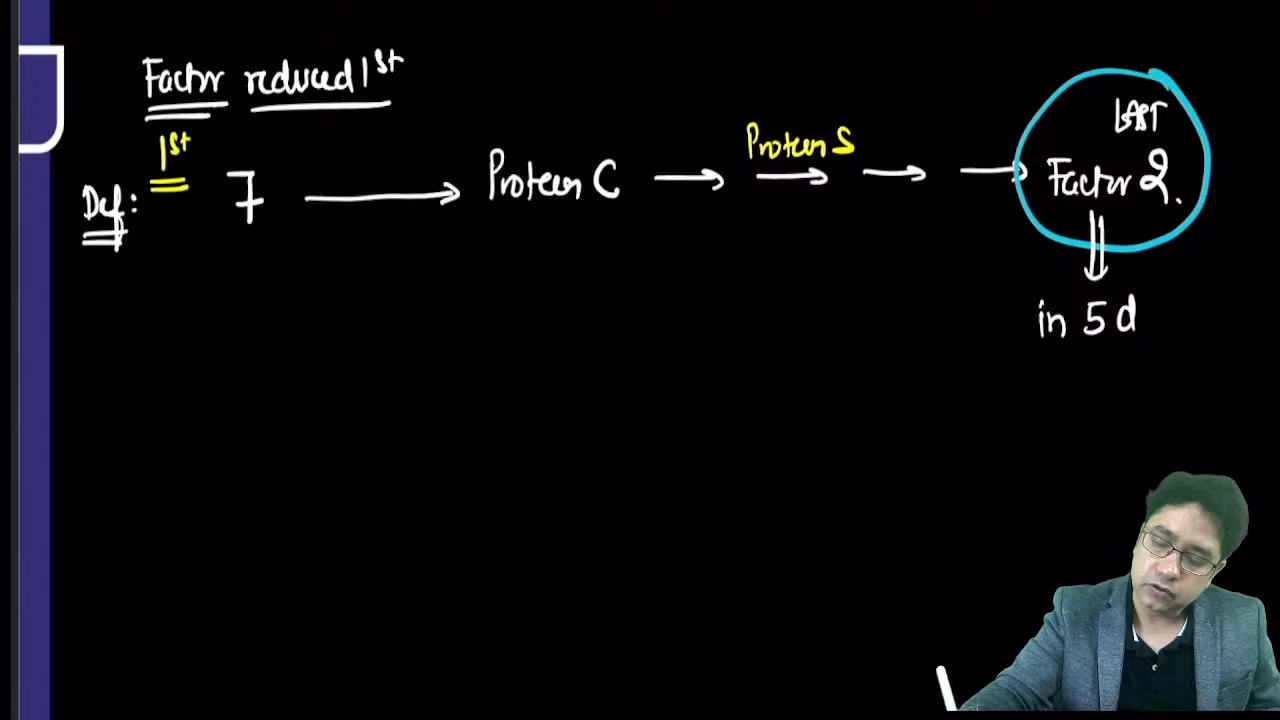 Factor reduced 1st
1st
Def: 7 → Protein C → Protein S → → → Factor 2.
LAST
in 5 d